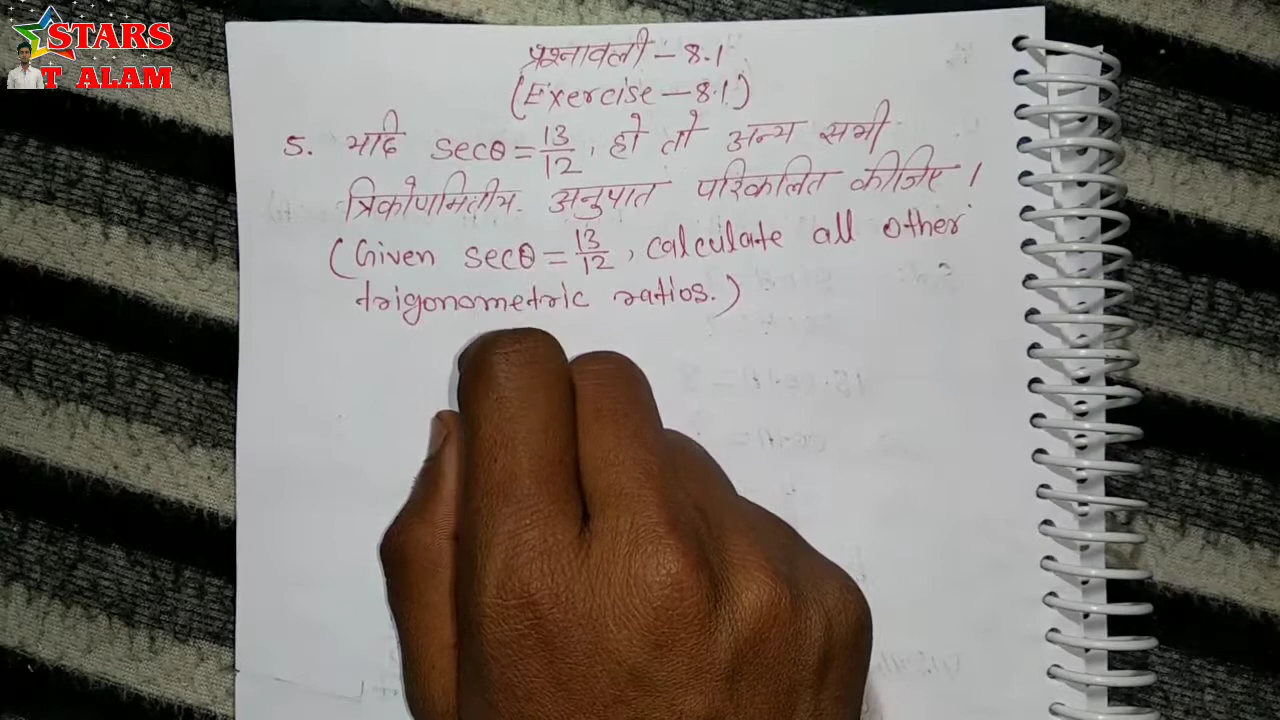 STARS
T ALAM
प्रश्नावली - 8.1
(Exercise - 8.1)
5. यदि secθ = 13/12, हो तो अन्य सभी
त्रिकोणमितीय अनुपात परिकलित कीजिए।
(Given secθ = 13/12, calculate all other
trigonometric ratios.)